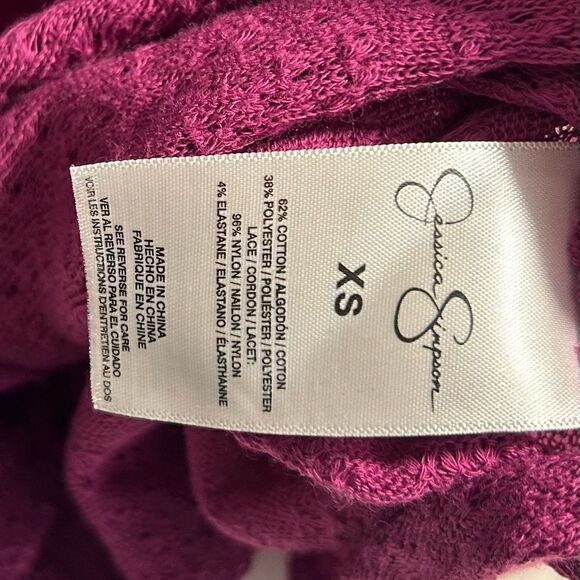 Jessica Simpson
XS
62% COTTON / ALGODÓN / COTON
38% POLYESTER / POLIÉSTER / POLYESTER
LACE / CORDON / LACET:
96% NYLON / NAILON / NYLON
4% ELASTANE / ELASTANO / ÉLASTHANNE
MADE IN CHINA
HECHO EN CHINA
FABRIQUE EN CHINE
SEE REVERSE FOR CARE
VER AL REVERSO PARA EL CUIDADO
VOIR LES INSTRUCTIONS D'ENTRETIEN AU DOS